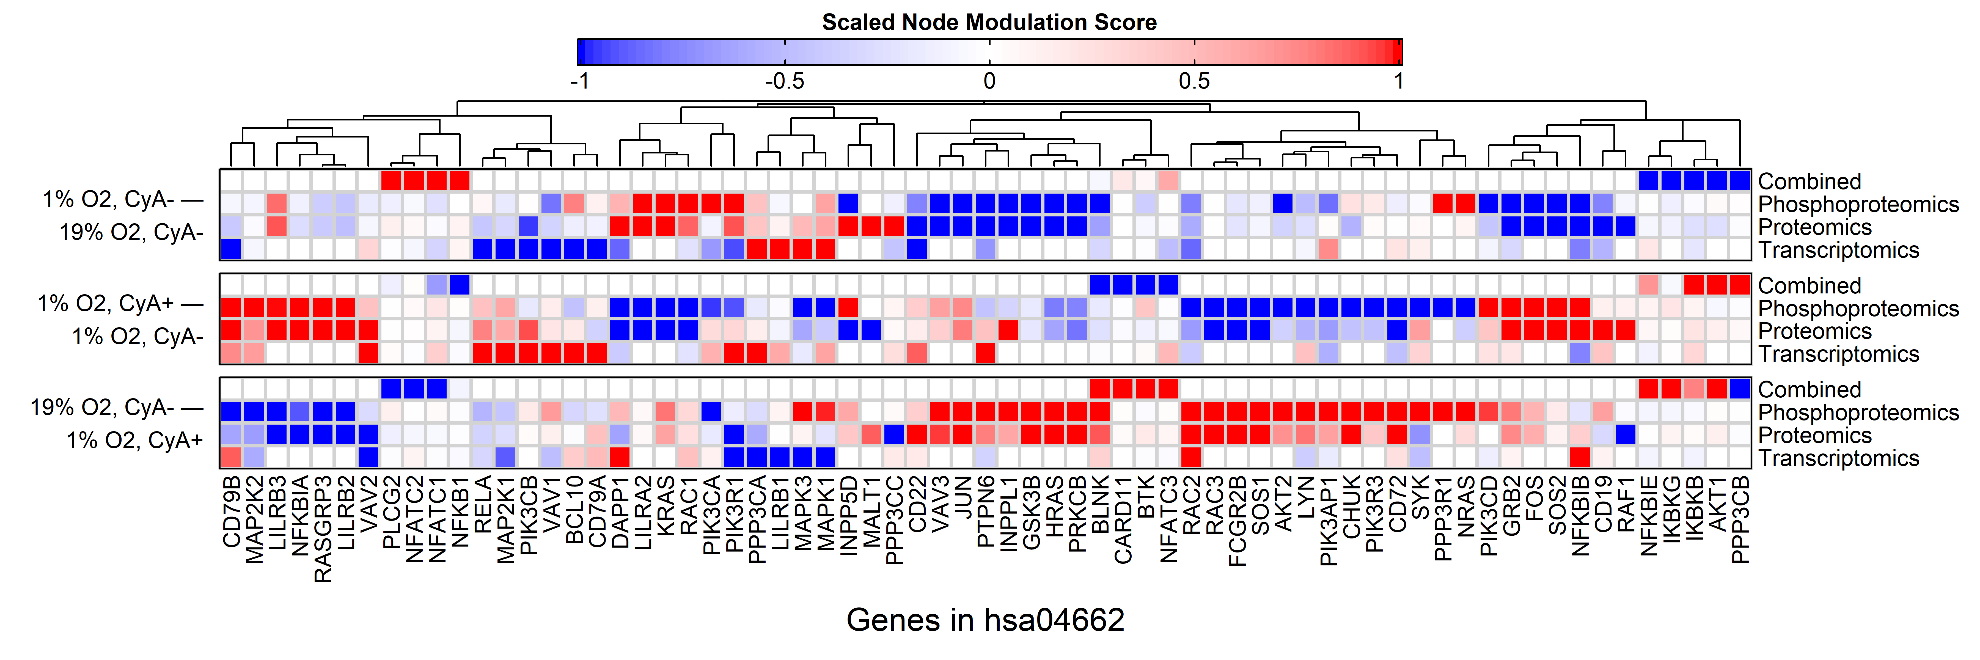 Scaled Node Modulation Score
-1 -0.5 0 0.5 1
1% O2, CyA- —
19% O2, CyA-
Combined
Phosphoproteomics
Proteomics
Transcriptomics
1% O2, CyA+ —
1% O2, CyA-
Combined
Phosphoproteomics
Proteomics
Transcriptomics
19% O2, CyA- —
1% O2, CyA+
Combined
Phosphoproteomics
Proteomics
Transcriptomics
CD79B
MAP2K2
LILRB3
NFKBIA
RASGRP3
LILRB2
VAV2
PLCG2
NFATC2
NFATC1
NFKB1
RELA
MAP2K1
PIK3CB
VAV1
BCL10
CD79A
DAPP1
LILRA2
KRAS
RAC1
PIK3CA
PIK3R1
PPP3CA
LILRB1
MAPK3
MAPK1
INPP5D
MALT1
PPP3CC
CD22
VAV3
JUN
PTPN6
INPPL1
GSK3B
HRAS
PRKCB
BLNK
CARD11
BTK
NFATC3
RAC2
RAC3
FCGR2B
SOS1
AKT2
LYN
PIK3AP1
CHUK
PIK3R3
CD72
SYK
PPP3R1
NRAS
PIK3CD
GRB2
FOS
SOS2
NFKBIB
CD19
RAF1
NFKBIE
IKBKG
IKBKB
AKT1
PPP3CB
Genes in hsa04662